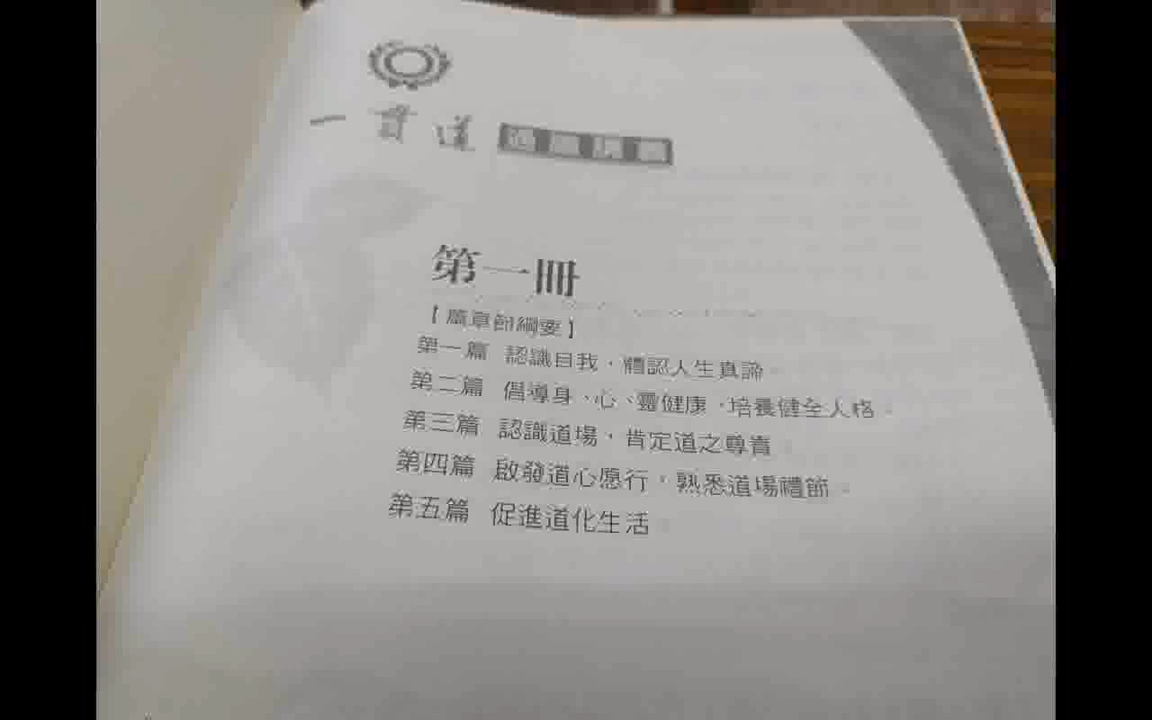 一貫道
第一冊
【篇章節綱要】
第一篇 認識自我,體認人生真諦。
第二篇 倡導身、心、靈健康,培養健全人格。
第三篇 認識道場,肯定道之尊貴
第四篇 啟發道心愿行,熟悉道場禮節。
第五篇 促進道化生活